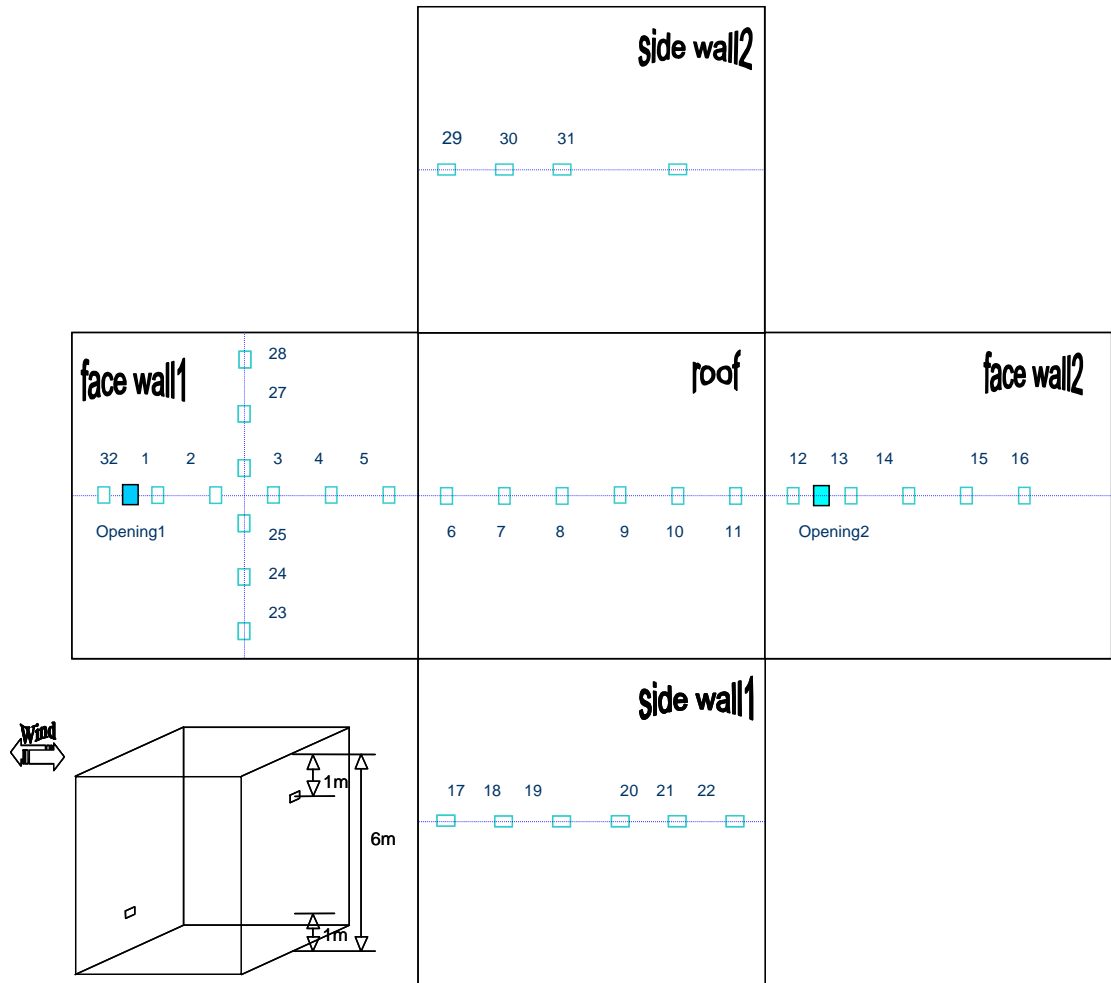 side wall2
29 30 31
face wall1
28
27
32 1 2 3 4 5
Opening1
25
24
23
roof
6 7 8 9 10 11
face wall2
12 13 14 15 16
Opening2
side wall1
17 18 19 20 21 22
Wind
1m
6m
1m